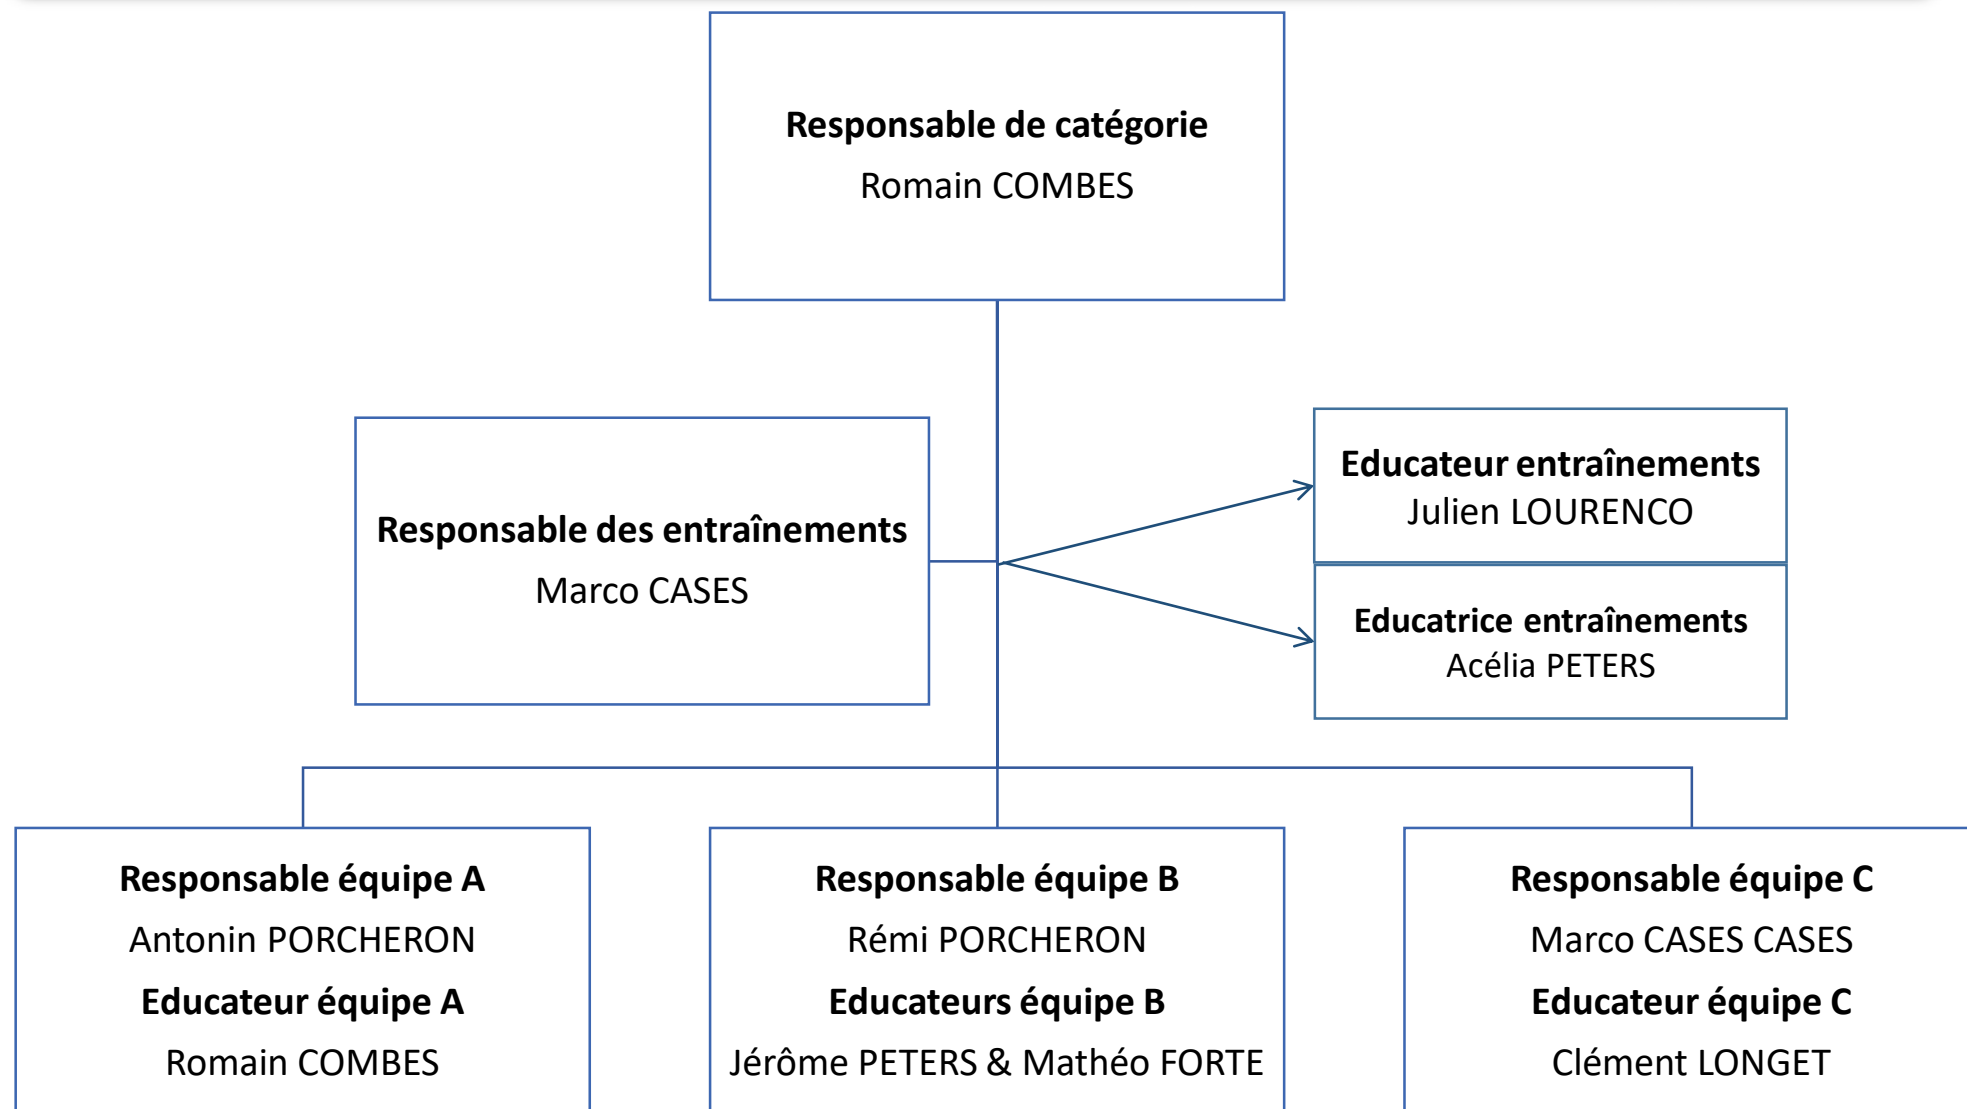 Responsable de catégorie
Romain COMBES
Responsable des entraînements
Marco CASES
Educateur entraînements
Julien LOURENCO
Educatrice entraînements
Acélia PETERS
Responsable équipe A
Antonin PORCHERON
Educateur équipe A
Romain COMBES
Responsable équipe B
Rémi PORCHERON
Educateurs équipe B
Jérôme PETERS & Mathéo FORTE
Responsable équipe C
Marco CASES CASES
Educateur équipe C
Clément LONGET